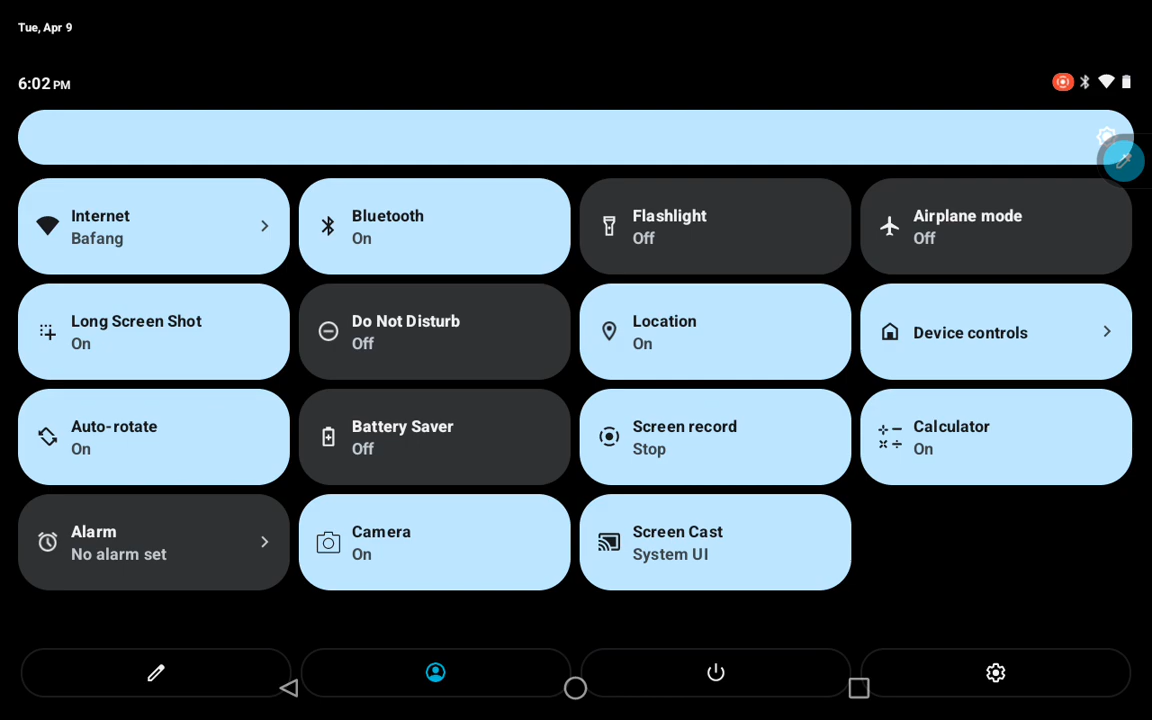 Tue, Apr 9
6:02 PM
Internet
Bafang
Bluetooth
On
Flashlight
Off
Airplane mode
Off
Long Screen Shot
On
Do Not Disturb
Off
Location
On
Device controls
Auto-rotate
On
Battery Saver
Off
Screen record
Stop
Calculator
On
Alarm
No alarm set
Camera
On
Screen Cast
System UI